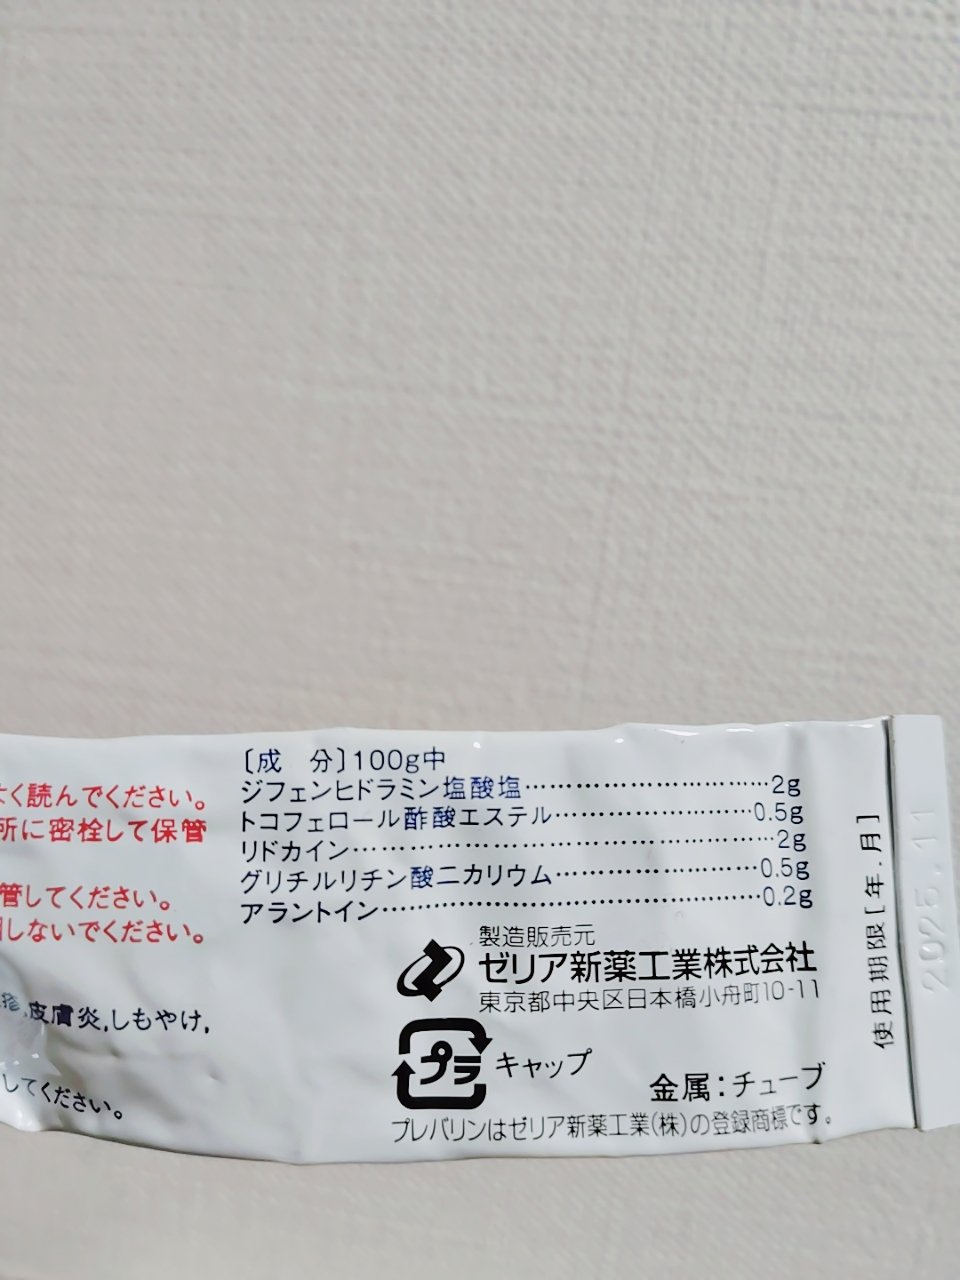 よく読んでください。
所に密栓して保管
管してください。
しないでください。
疹,皮膚炎,しもやけ,
してください。
〔成　分〕100g中
ジフェンヒドラミン塩酸塩……………………2g
トコフェロール酢酸エステル………………0.5g
リドカイン……………………………………2g
グリチルリチン酸二カリウム………………0.5g
アラントイン…………………………………0.2g
製造販売元
ゼリア新薬工業株式会社
東京都中央区日本橋小舟町10-11
プラ
キャップ
金属:チューブ
プレバリンはゼリア新薬工業(株)の登録商標です。
使用期限[年.月]
2025.11